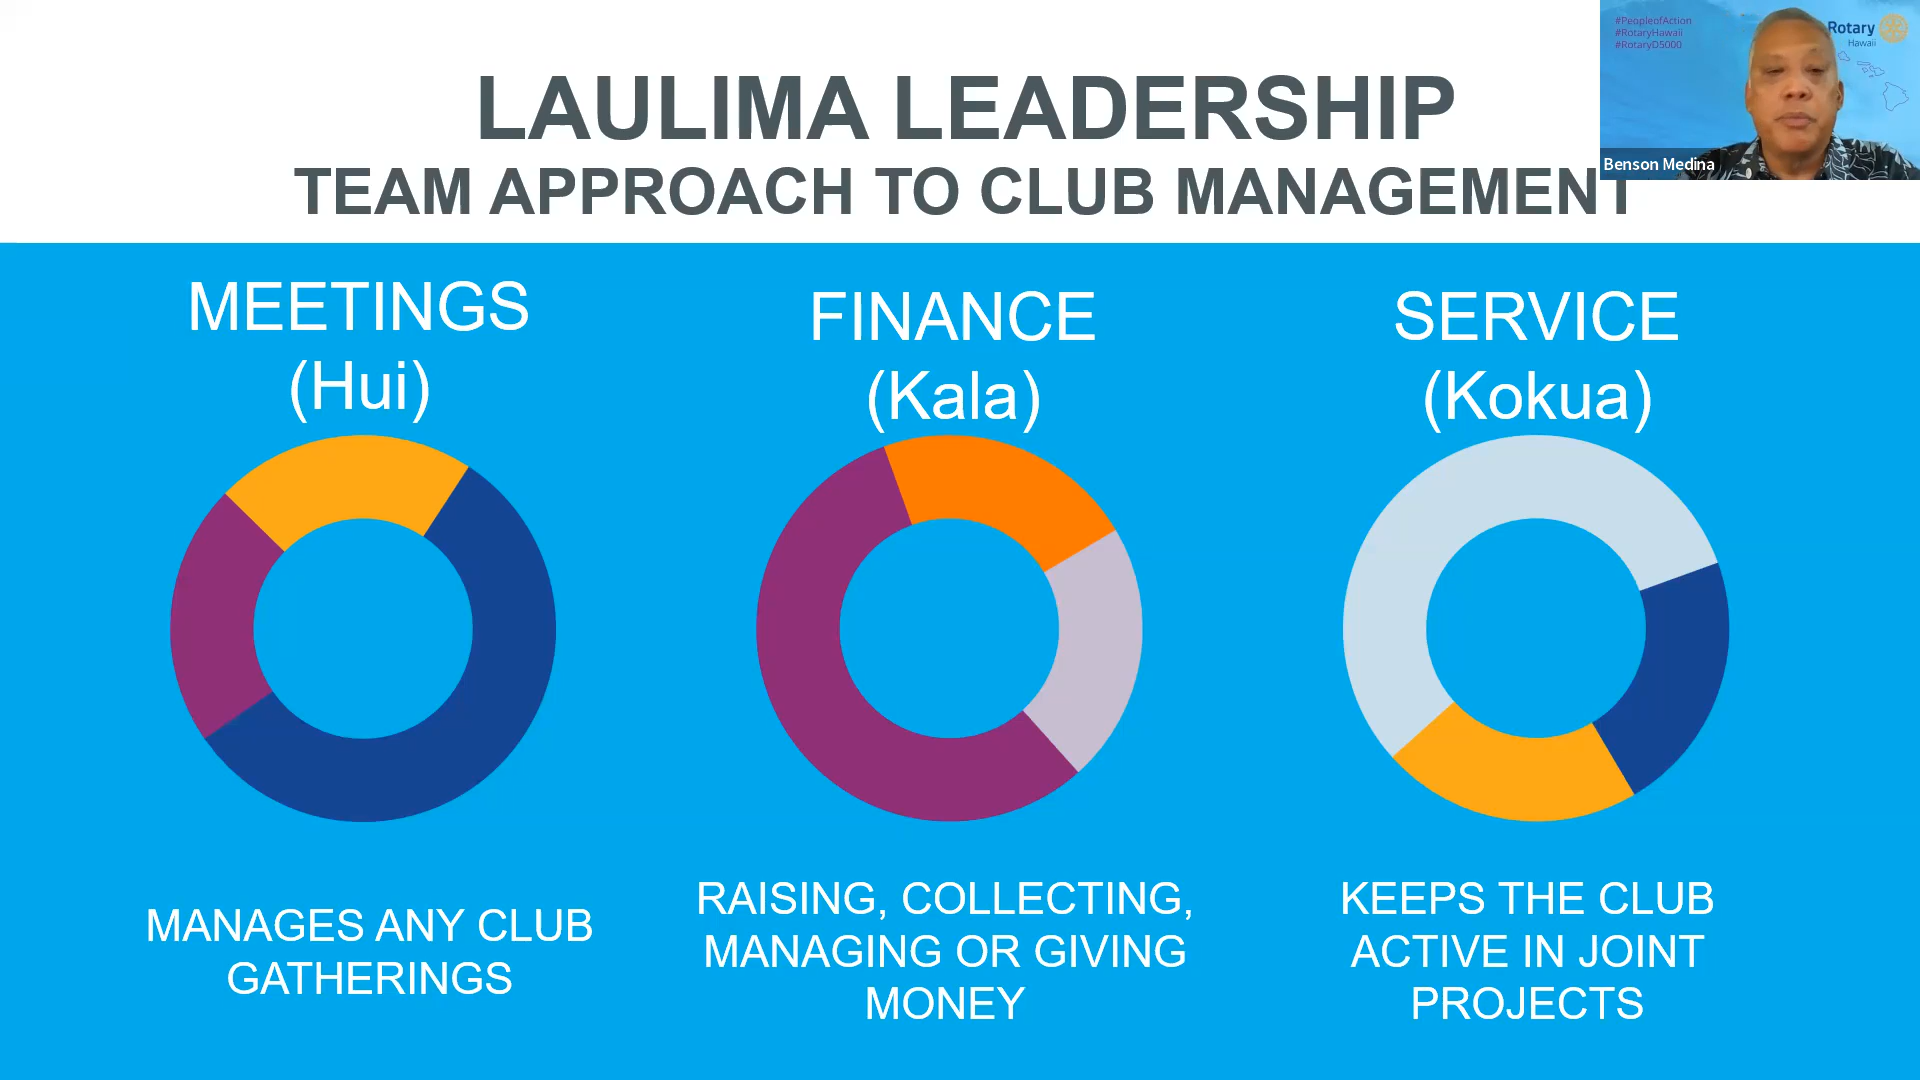 LAULIMA LEADERSHIP
TEAM APPROACH TO CLUB MANAGEMENT
#PeopleofAction
#RotaryHawaii
#RotaryD5000
Rotary
Hawaii
Benson Medina
MEETINGS
(Hui)
FINANCE
(Kala)
SERVICE
(Kokua)
MANAGES ANY CLUB
GATHERINGS
RAISING, COLLECTING,
MANAGING OR GIVING
MONEY
KEEPS THE CLUB
ACTIVE IN JOINT
PROJECTS